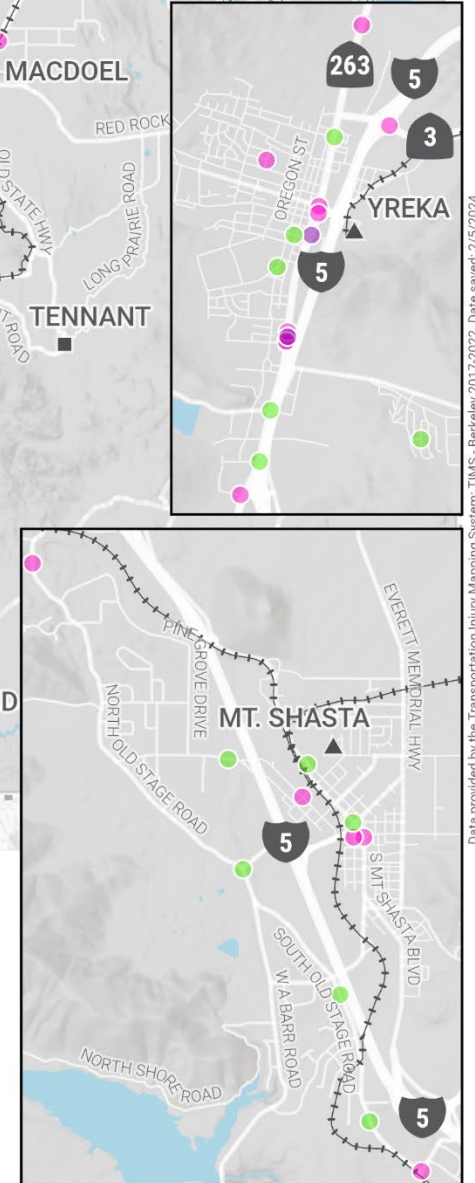 MACDOEL
RED ROCK
OLD STATE HWY
LONG PRAIRIE ROAD
TENNANT
ROAD
D
263
5
3
OREGON ST
YREKA
5
PINE GROVE DRIVE
EVERETT MEMORIAL HWY
MT. SHASTA
NORTH OLD STAGE ROAD
5
S MT SHASTA BLVD
SOUTH OLD STAGE ROAD
W A BARR ROAD
NORTH SHORE ROAD
5
Data provided by the Transportation Injury Mapping System; TIMS - Berkeley 2017-2022. Date saved: 2/5/2024